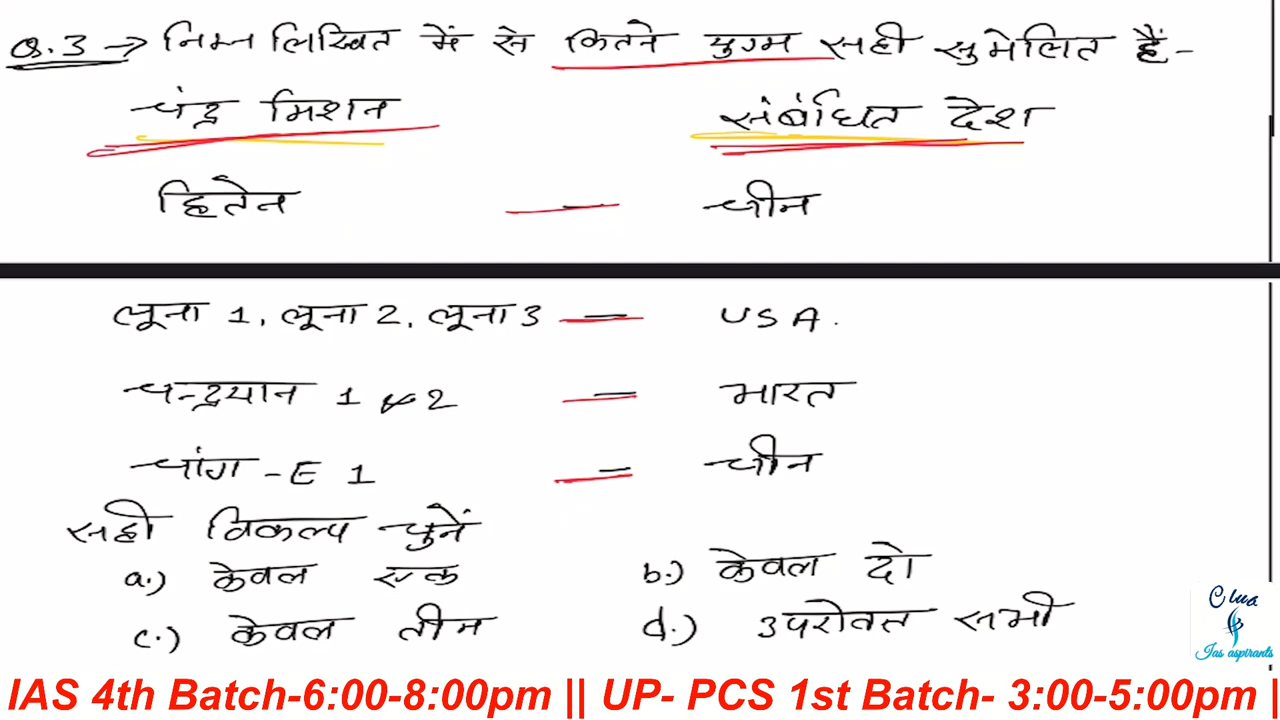 Q.3 → निम्न लिखित में से कितने युग्म सही सुमेलित हैं-
चंद्र मिशन संबंधित देश
हितेन — चीन
लूना 1, लूना 2, लूना 3 — USA.
चन्द्रयान 1 & 2 — भारत
चांग - E 1 — चीन
सही विकल्प चुनें
a.) केवल एक b.) केवल दो
c.) केवल तीन d.) उपरोक्त सभी
Clue
Ias aspirants
IAS 4th Batch-6:00-8:00pm || UP- PCS 1st Batch- 3:00-5:00pm |